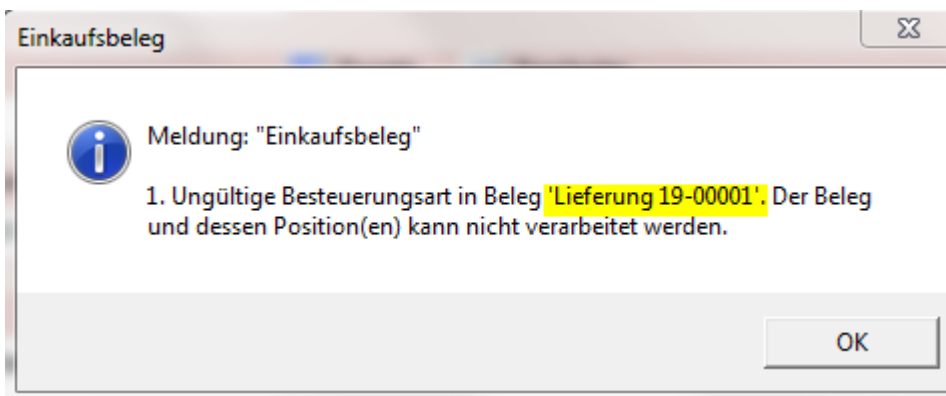 Einkaufsbeleg
Meldung: "Einkaufsbeleg"
1. Ungültige Besteuerungsart in Beleg 'Lieferung 19-00001'. Der Beleg
und dessen Position(en) kann nicht verarbeitet werden.
OK